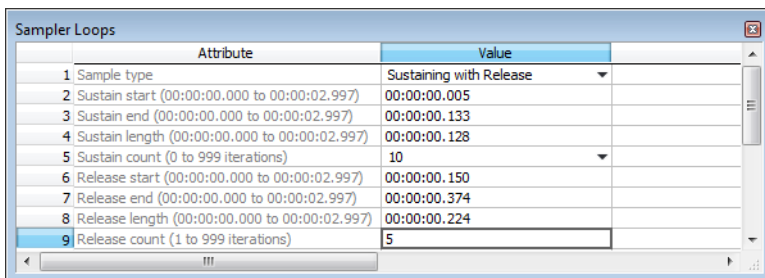 Sampler Loops
Attribute Value
1 Sample type Sustaining with Release
2 Sustain start (00:00:00.000 to 00:00:02.997) 00:00:00.005
3 Sustain end (00:00:00.000 to 00:00:02.997) 00:00:00.133
4 Sustain length (00:00:00.000 to 00:00:02.997) 00:00:00.128
5 Sustain count (0 to 999 iterations) 10
6 Release start (00:00:00.000 to 00:00:02.997) 00:00:00.150
7 Release end (00:00:00.000 to 00:00:02.997) 00:00:00.374
8 Release length (00:00:00.000 to 00:00:02.997) 00:00:00.224
9 Release count (1 to 999 iterations) 5